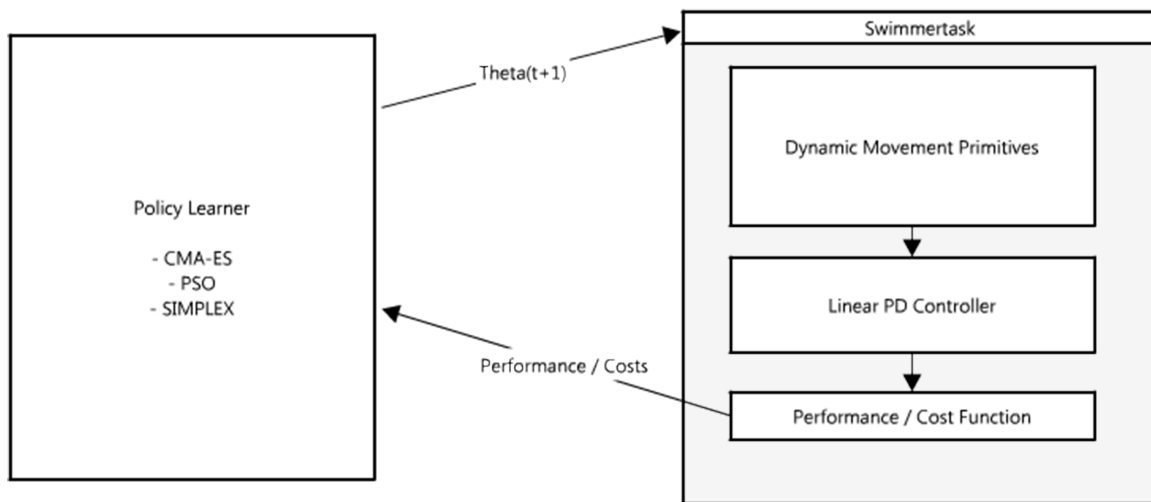 Policy Learner
- CMA-ES
- PSO
- SIMPLEX
Theta(t+1)
Performance / Costs
Swimmertask
Dynamic Movement Primitives
Linear PD Controller
Performance / Cost Function